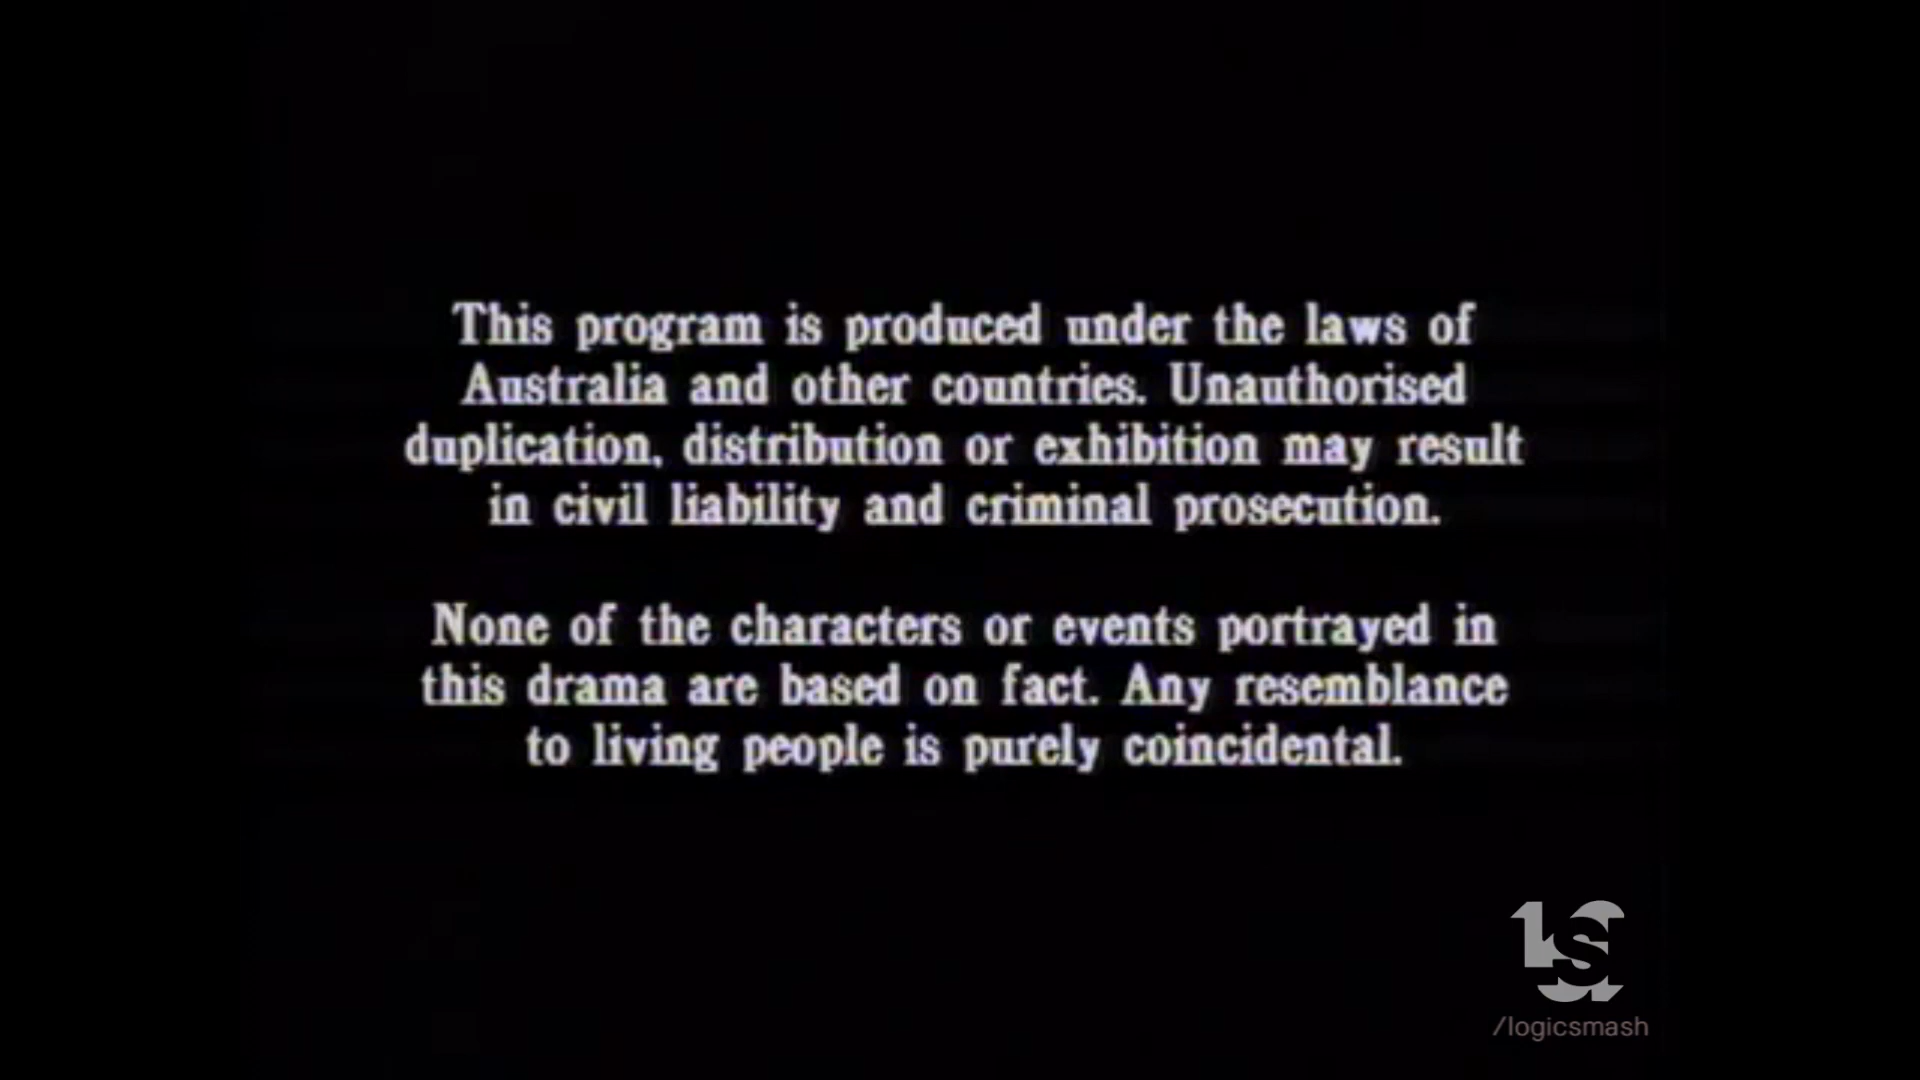 This program is produced under the laws of
Australia and other countries. Unauthorised
duplication, distribution or exhibition may result
in civil liability and criminal prosecution.
None of the characters or events portrayed in
this drama are based on fact. Any resemblance
to living people is purely coincidental.
/logicsmash